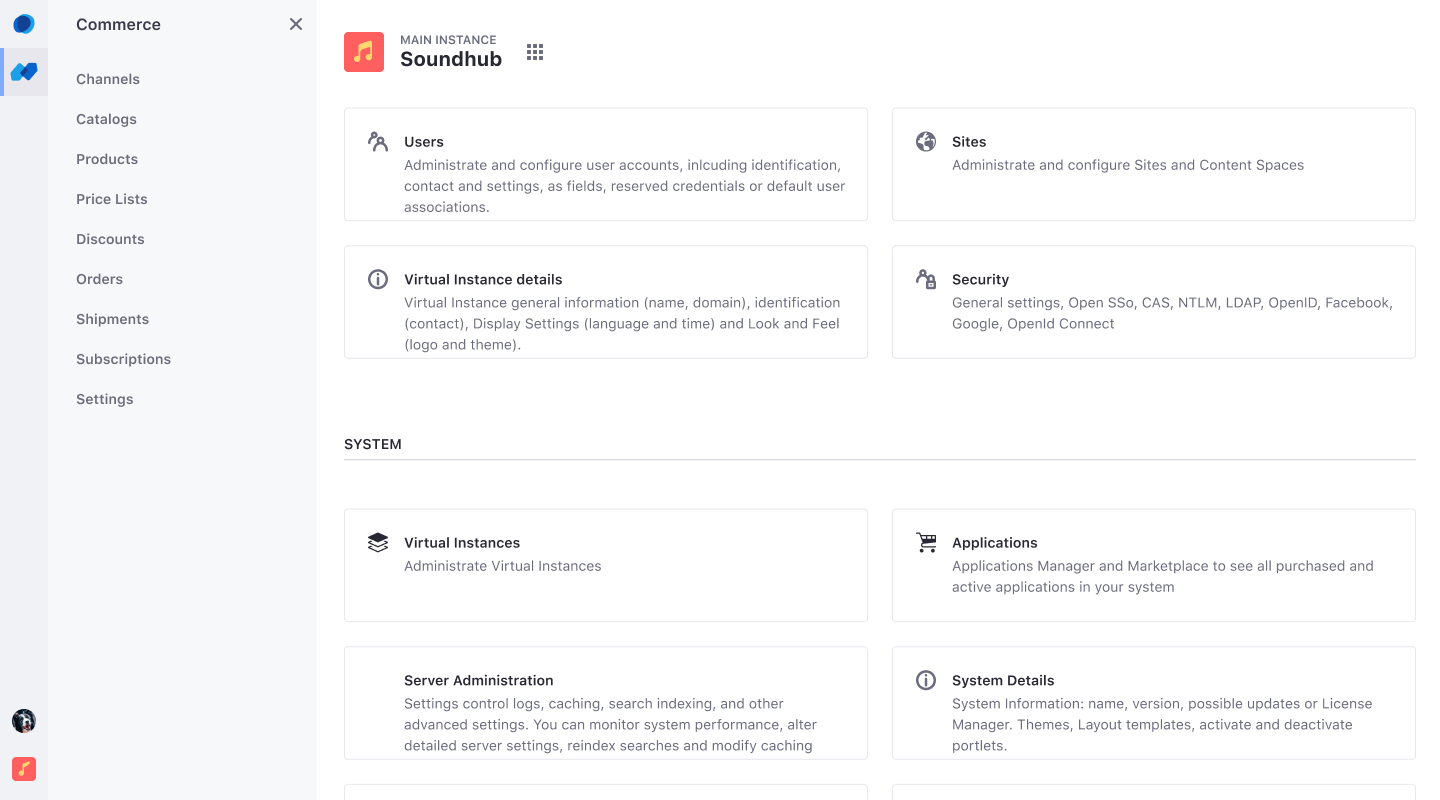 Commerce
Channels
Catalogs
Products
Price Lists
Discounts
Orders
Shipments
Subscriptions
Settings
MAIN INSTANCE
Soundhub
Users
Administrate and configure user accounts, inlcuding identification,
contact and settings, as fields, reserved credentials or default user
associations.
Sites
Administrate and configure Sites and Content Spaces
Virtual Instance details
Virtual Instance general information (name, domain), identification
(contact), Display Settings (language and time) and Look and Feel
(logo and theme).
Security
General settings, Open SSo, CAS, NTLM, LDAP, OpenID, Facebook,
Google, OpenId Connect
SYSTEM
Virtual Instances
Administrate Virtual Instances
Applications
Applications Manager and Marketplace to see all purchased and
active applications in your system
Server Administration
Settings control logs, caching, search indexing, and other
advanced settings. You can monitor system performance, alter
detailed server settings, reindex searches and modify caching
System Details
System Information: name, version, possible updates or License
Manager. Themes, Layout templates, activate and deactivate
portlets.